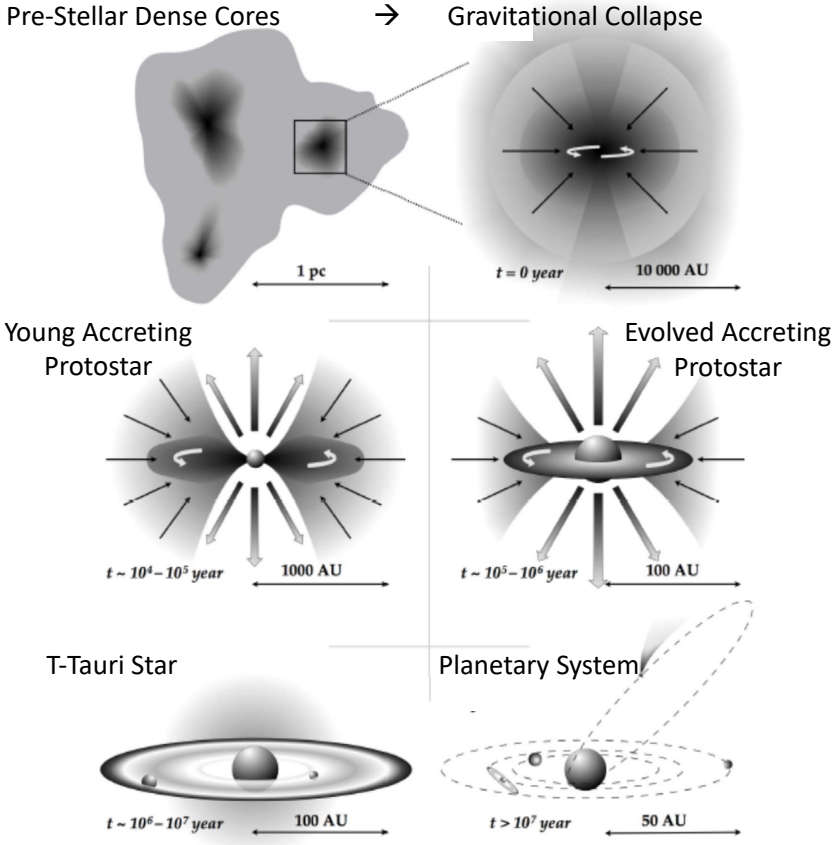 Pre-Stellar Dense Cores → Gravitational Collapse
1 pc
t = 0 year
10 000 AU
Young Accreting
Protostar
Evolved Accreting
Protostar
t ~ 10⁴ – 10⁵ year
1000 AU
t ~ 10⁵ – 10⁶ year
100 AU
T-Tauri Star
Planetary System
t ~ 10⁶ – 10⁷ year
100 AU
t > 10⁷ year
50 AU